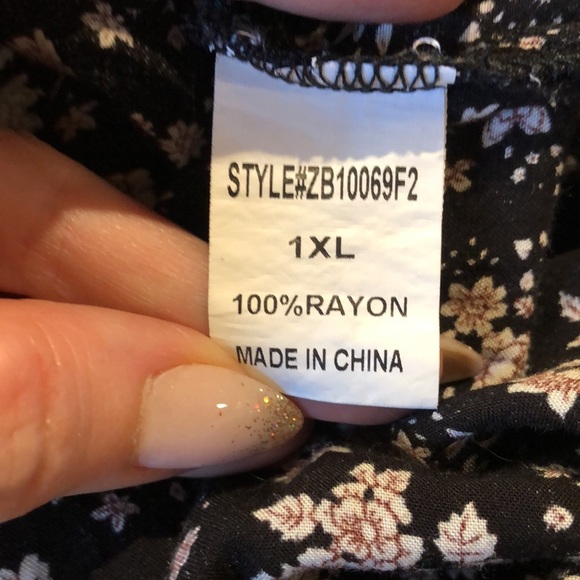 STYLE#ZB10069F2
1XL
100%RAYON
MADE IN CHINA